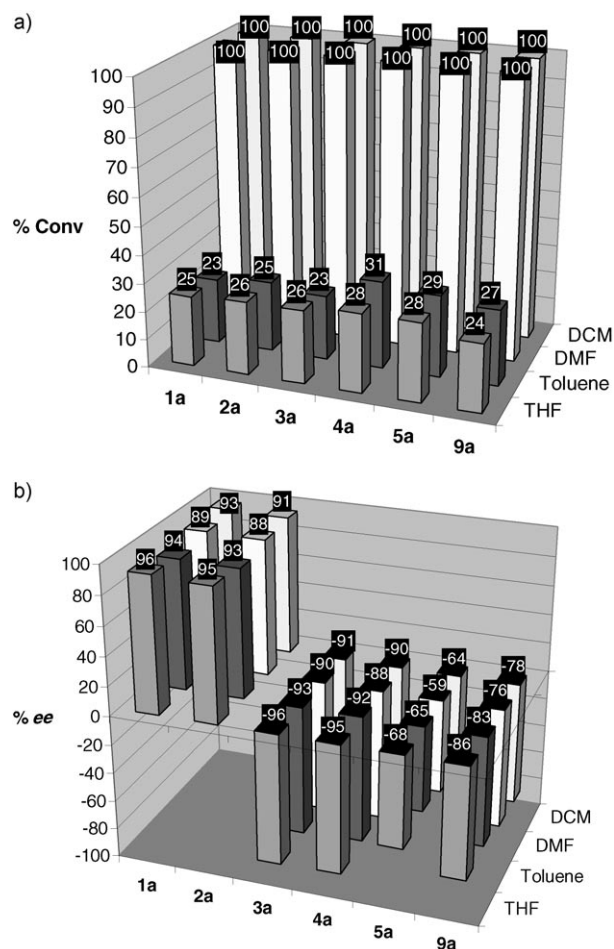 a)
100 100 100 100 100 100
100 100 100 100 100 100
100
90
80
70
60
50
40
30
20
10
0
% Conv
23 25 23 31 29 27
25 26 26 28 28 24
DCM
DMF
Toluene
THF
1a 2a 3a 4a 5a 9a
b)
93 91
89 88
94 93
96 95
100
80
60
40
20
0
-20
-40
-60
-80
-100
% ee
-91 -90 -64 -78
-90 -88 -59 -76
-93 -92 -65 -83
-96 -95 -68 -86
DCM
DMF
Toluene
THF
1a 2a 3a 4a 5a 9a